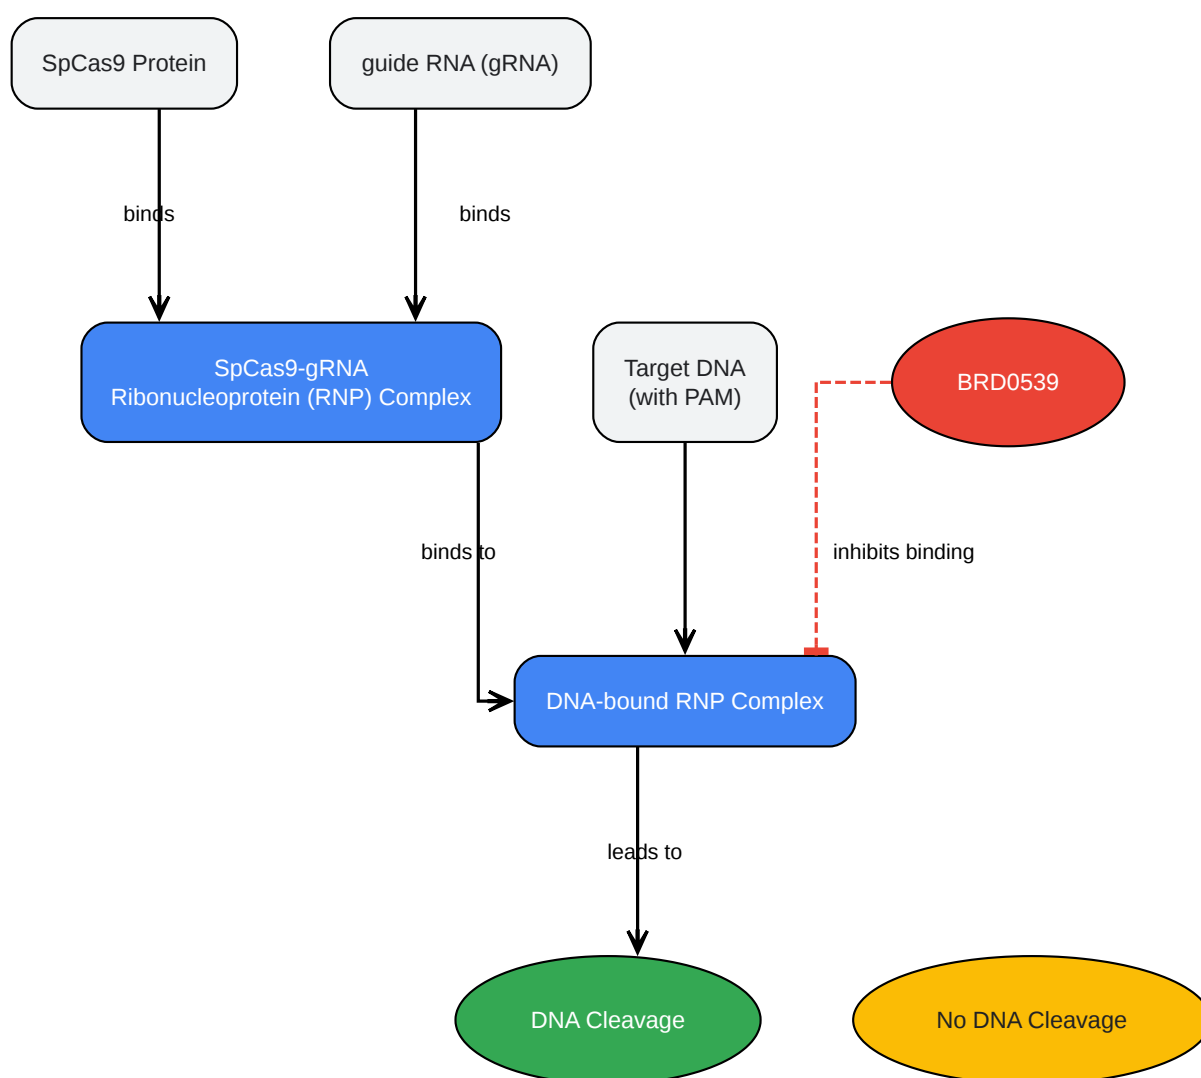 SpCas9 Protein
guide RNA (gRNA)
binds
binds
SpCas9-gRNA
Ribonucleoprotein (RNP) Complex
Target DNA
(with PAM)
BRD0539
binds to
inhibits binding
DNA-bound RNP Complex
leads to
DNA Cleavage
No DNA Cleavage